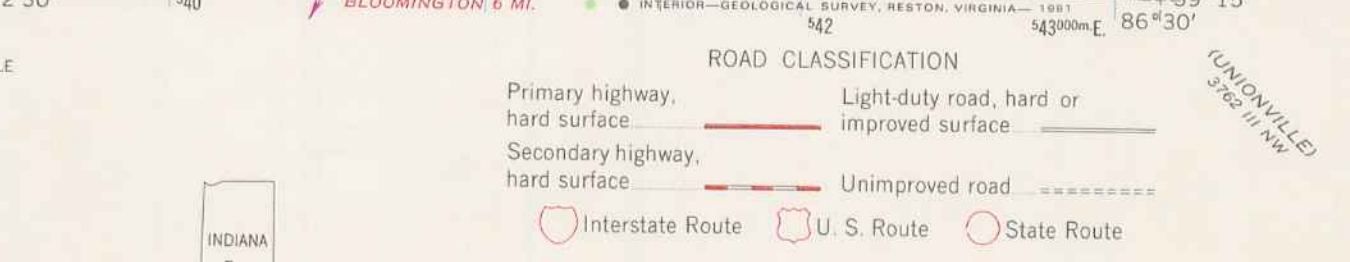 BLOOMINGTON 6 MI.
INTERIOR—GEOLOGICAL SURVEY, RESTON, VIRGINIA— 1981
542
543000m.E.
86°30′
ROAD CLASSIFICATION
Primary highway,
hard surface
Light-duty road, hard or
improved surface
Secondary highway,
hard surface
Unimproved road
Interstate Route
U. S. Route
State Route
(UNIONVILLE)
3762 III NW
INDIANA